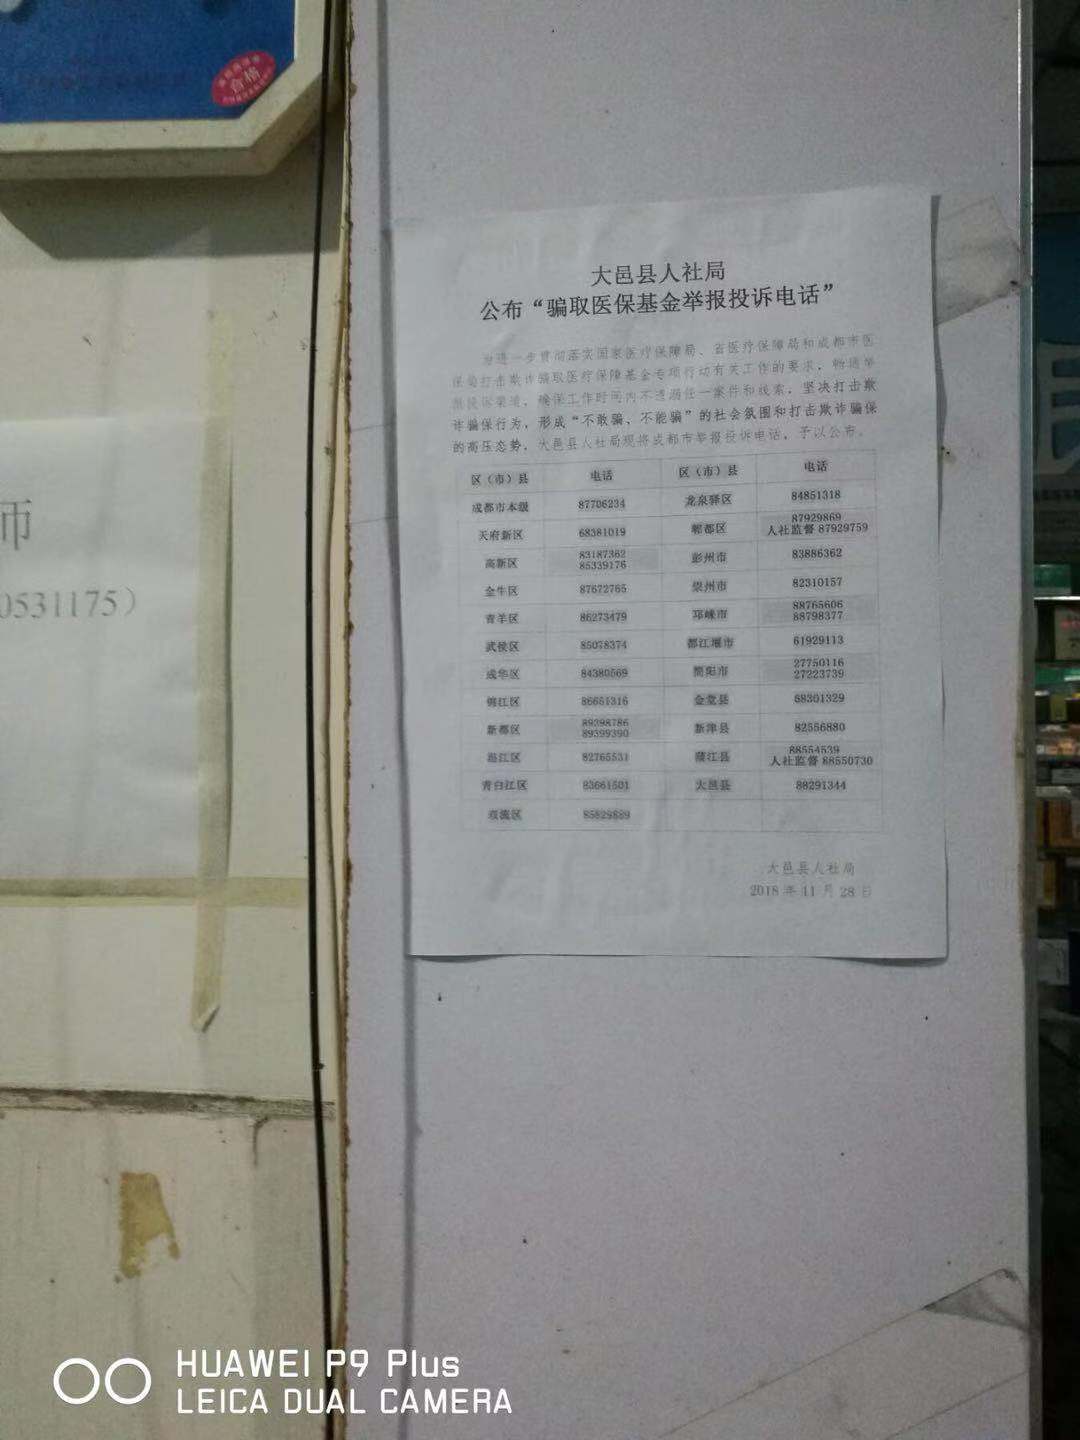 合格
师
0531175）
大邑县人社局
公布“骗取医保基金举报投诉电话”
为进一步贯彻落实国家医疗保障局、省医疗保障局和成都市医
保局打击欺诈骗取医疗保障基金专项行动有关工作的要求，畅通举
报投诉渠道，确保工作时间内不遗漏任一案件和线索，坚决打击欺
诈骗保行为，形成“不敢骗、不能骗”的社会氛围和打击欺诈骗保
的高压态势，大邑县人社局现将成都市举报投诉电话，予以公布。
区（市）县 电话 区（市）县 电话
成都市本级 87706234 龙泉驿区 84851318
天府新区 68381019 郫都区 87929869
人社监督 87929759
高新区 83187362 彭州市 83886362
85339176
金牛区 87672765 崇州市 82310157
青羊区 86273479 邛崃市 88765606
88798377
武侯区 85078374 都江堰市 61929113
成华区 84380569 简阳市 27750116
27223739
锦江区 86651316 金堂县 68301329
新都区 89398786 新津县 82556880
89399390
温江区 82765531 蒲江县 88554539
人社监督 88550730
青白江区 83661501 大邑县 88291344
双流区 85829889
大邑县人社局
2018 年 11 月 28 日
HUAWEI P9 Plus
LEICA DUAL CAMERA